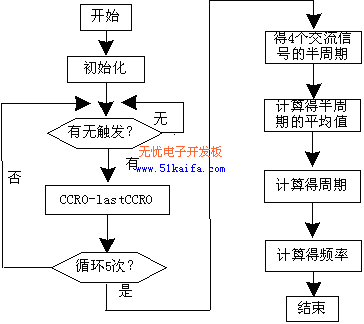 开始
初始化
有无触发?
无
有
无忧电子开发板
www.51kaifa.com
否
CCR0-lastCCR0
循环5次?
是
得4个交流信
号的半周期
计算得半周
期的平均值
计算得周期
计算得频率
结束